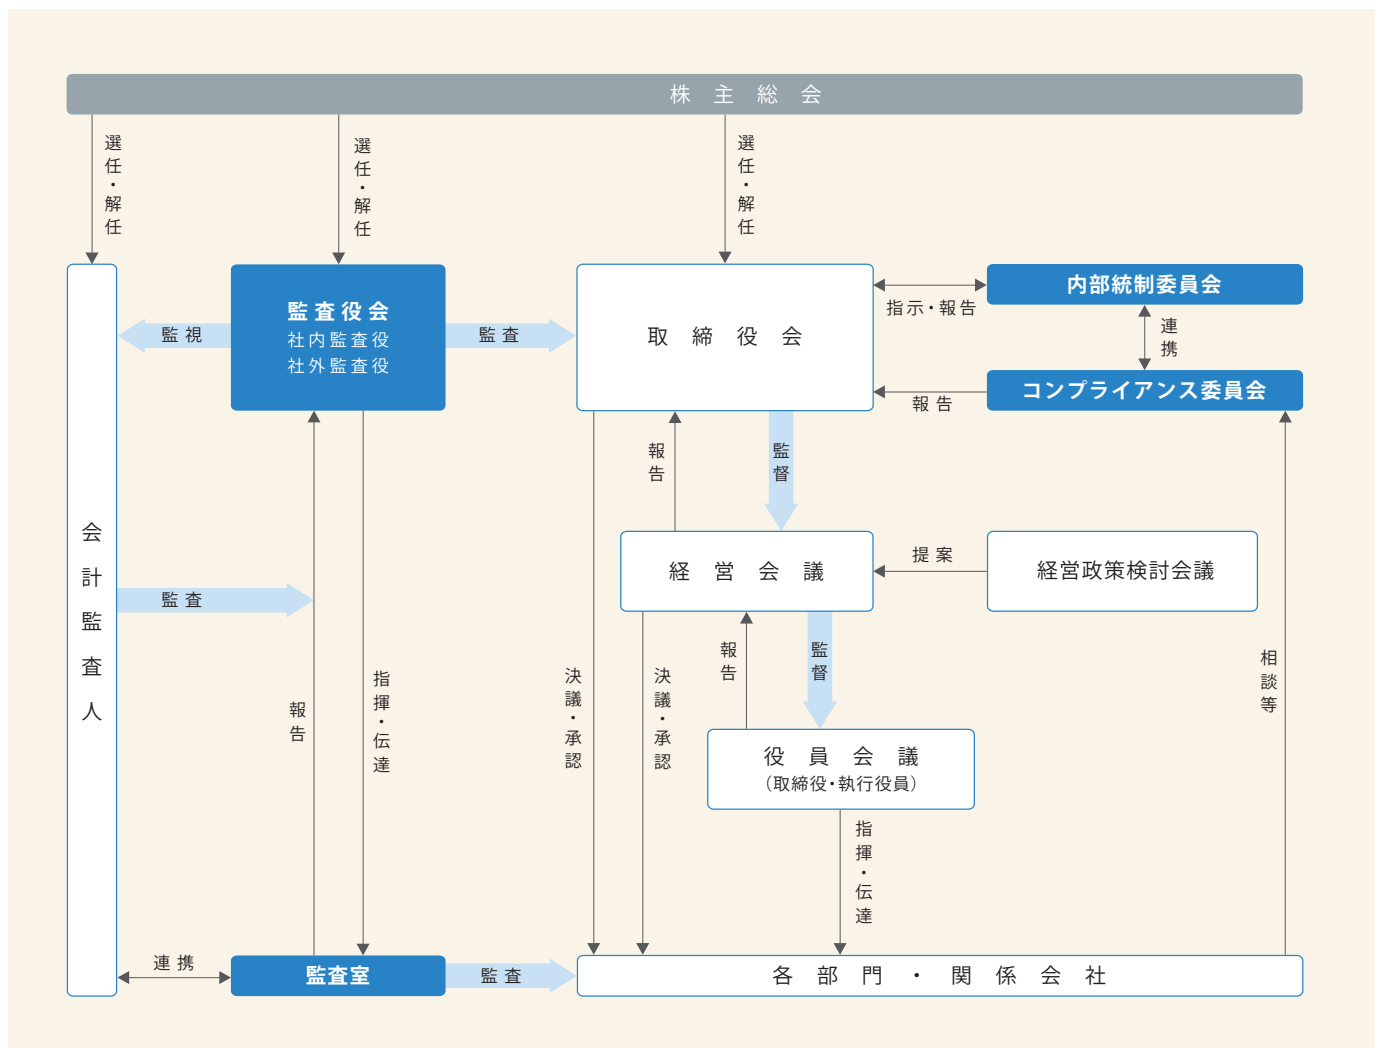 株主総会
選任・解任
選任・解任
選任・解任
監査役会
社内監査役
社外監査役
監視
監査
取締役会
指示・報告
内部統制委員会
連携
コンプライアンス委員会
報告
報告
監督
会計監査人
監査
経営会議
提案
経営政策検討会議
報告
指揮・伝達
決議・承認
決議・承認
報告
監督
相談等
役員会議
（取締役・執行役員）
指揮・伝達
連携
監査室
監査
各部門・関係会社